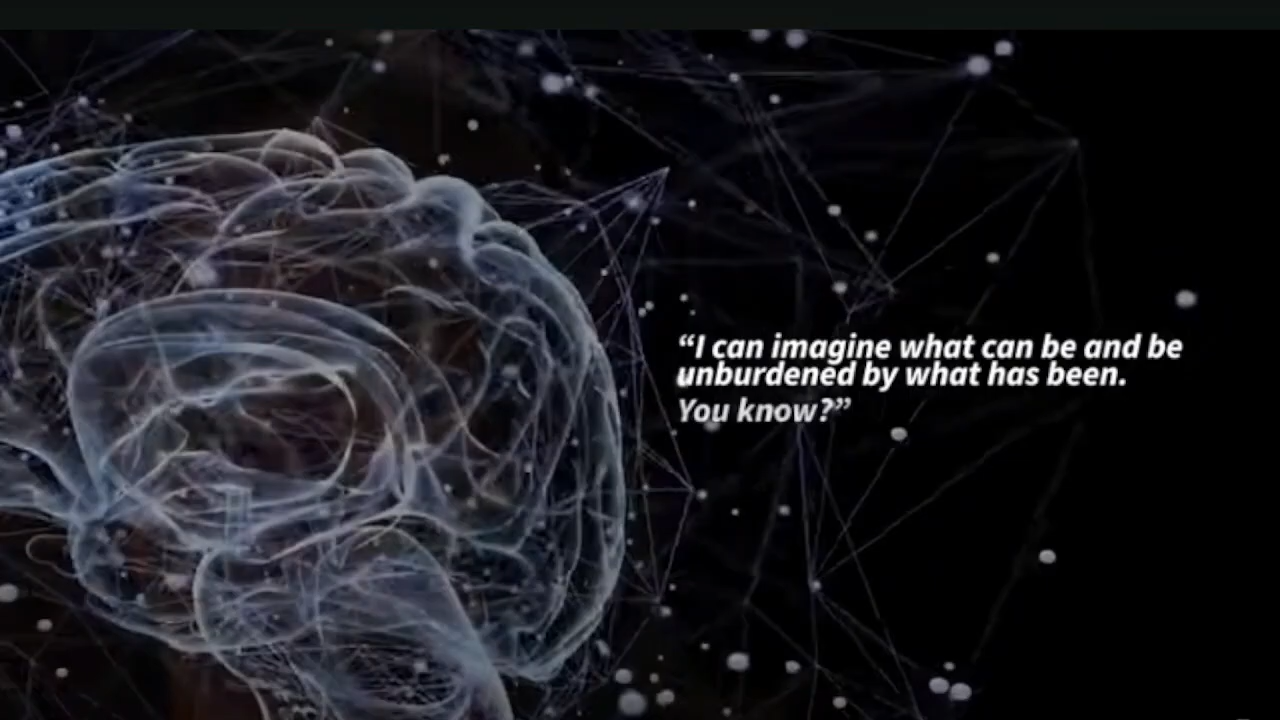 “I can imagine what can be and be
unburdened by what has been.
You know?”